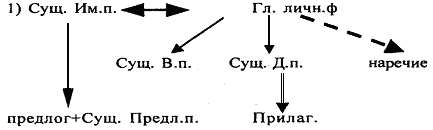 1) Сущ. Им.п. Гл. личн.ф
Сущ. В.п. Сущ. Д.п. наречие
предлог+Сущ. Предл.п. Прилаг.